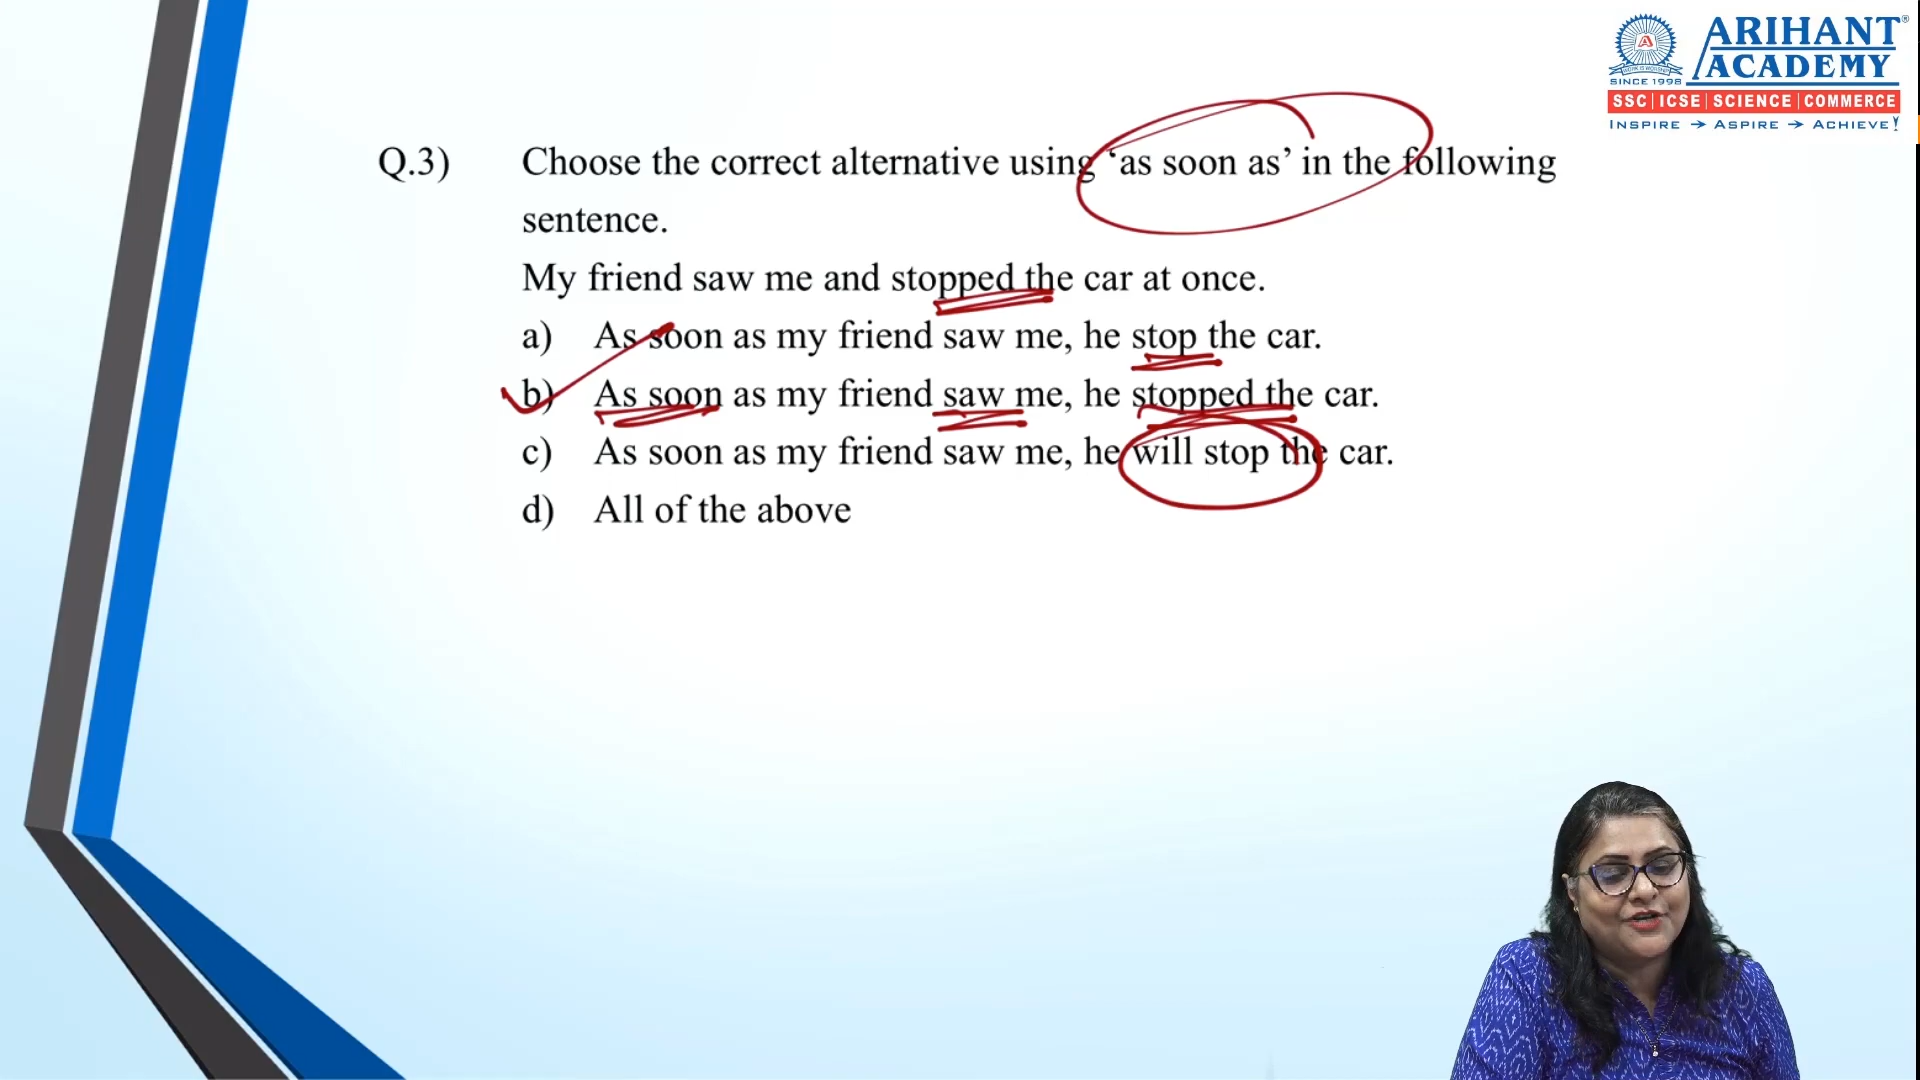 ARIHANT®
ACADEMY
SINCE 1998
SSC | ICSE | SCIENCE | COMMERCE
INSPIRE → ASPIRE → ACHIEVE!
Q.3) Choose the correct alternative using ‘as soon as’ in the following
sentence.
My friend saw me and stopped the car at once.
a) As soon as my friend saw me, he stop the car.
b) As soon as my friend saw me, he stopped the car.
c) As soon as my friend saw me, he will stop the car.
d) All of the above